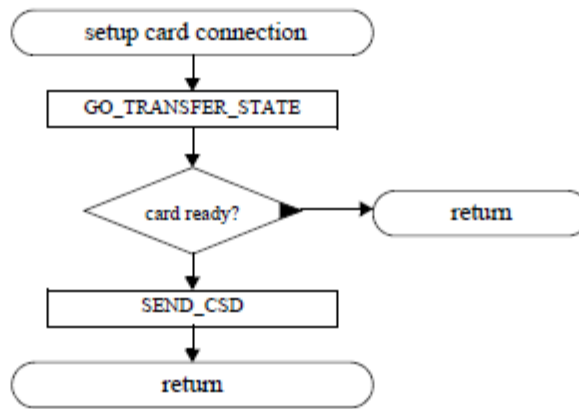 setup card connection
GO_TRANSFER_STATE
card ready?
return
SEND_CSD
return